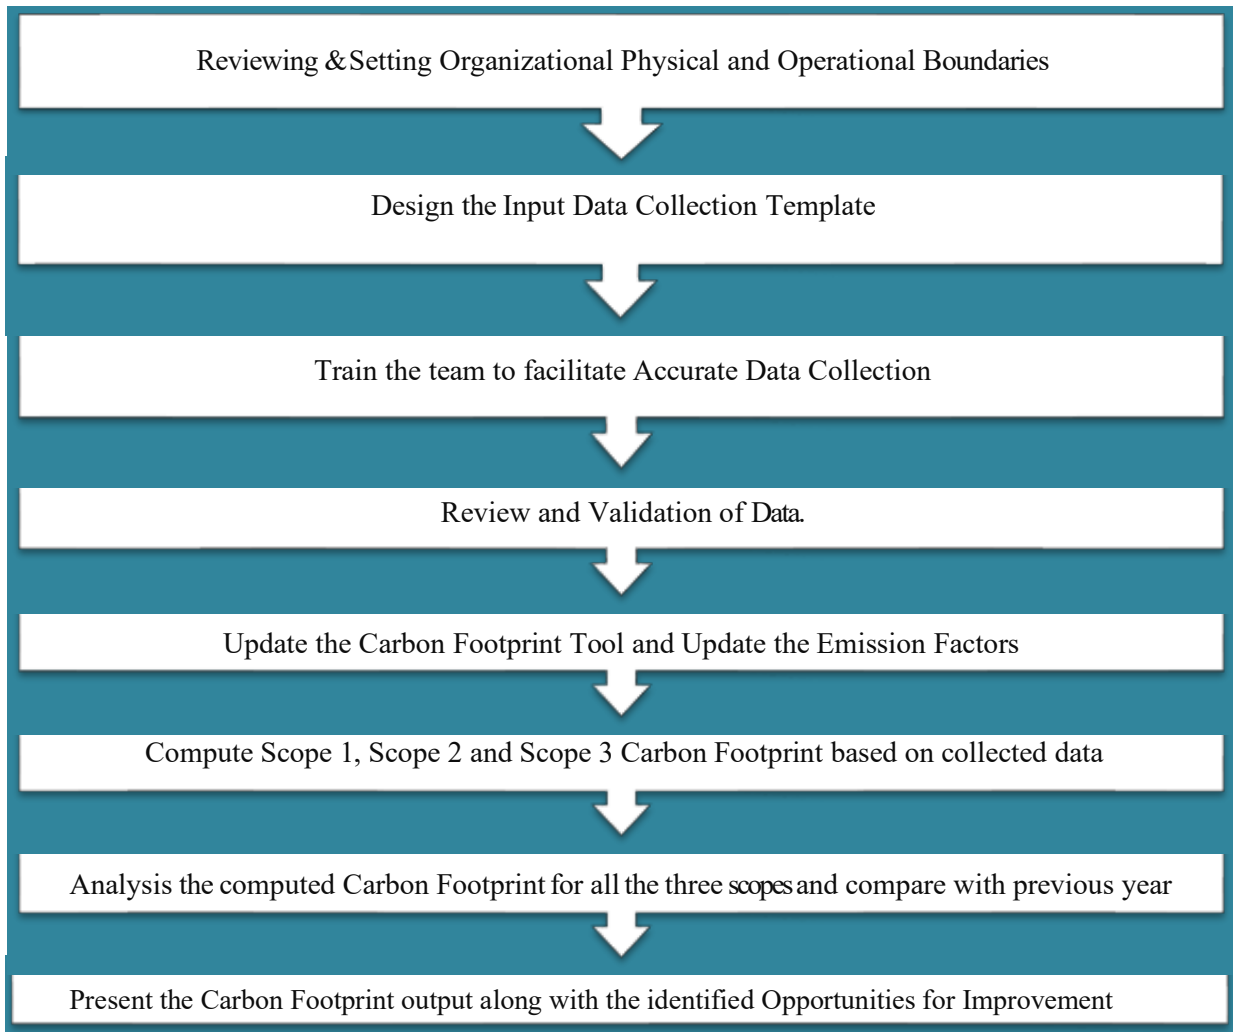 Reviewing &Setting Organizational Physical and Operational Boundaries
Design the Input Data Collection Template
Train the team to facilitate Accurate Data Collection
Review and Validation of Data.
Update the Carbon Footprint Tool and Update the Emission Factors
Compute Scope 1, Scope 2 and Scope 3 Carbon Footprint based on collected data
Analysis the computed Carbon Footprint for all the three scopes and compare with previous year
Present the Carbon Footprint output along with the identified Opportunities for Improvement